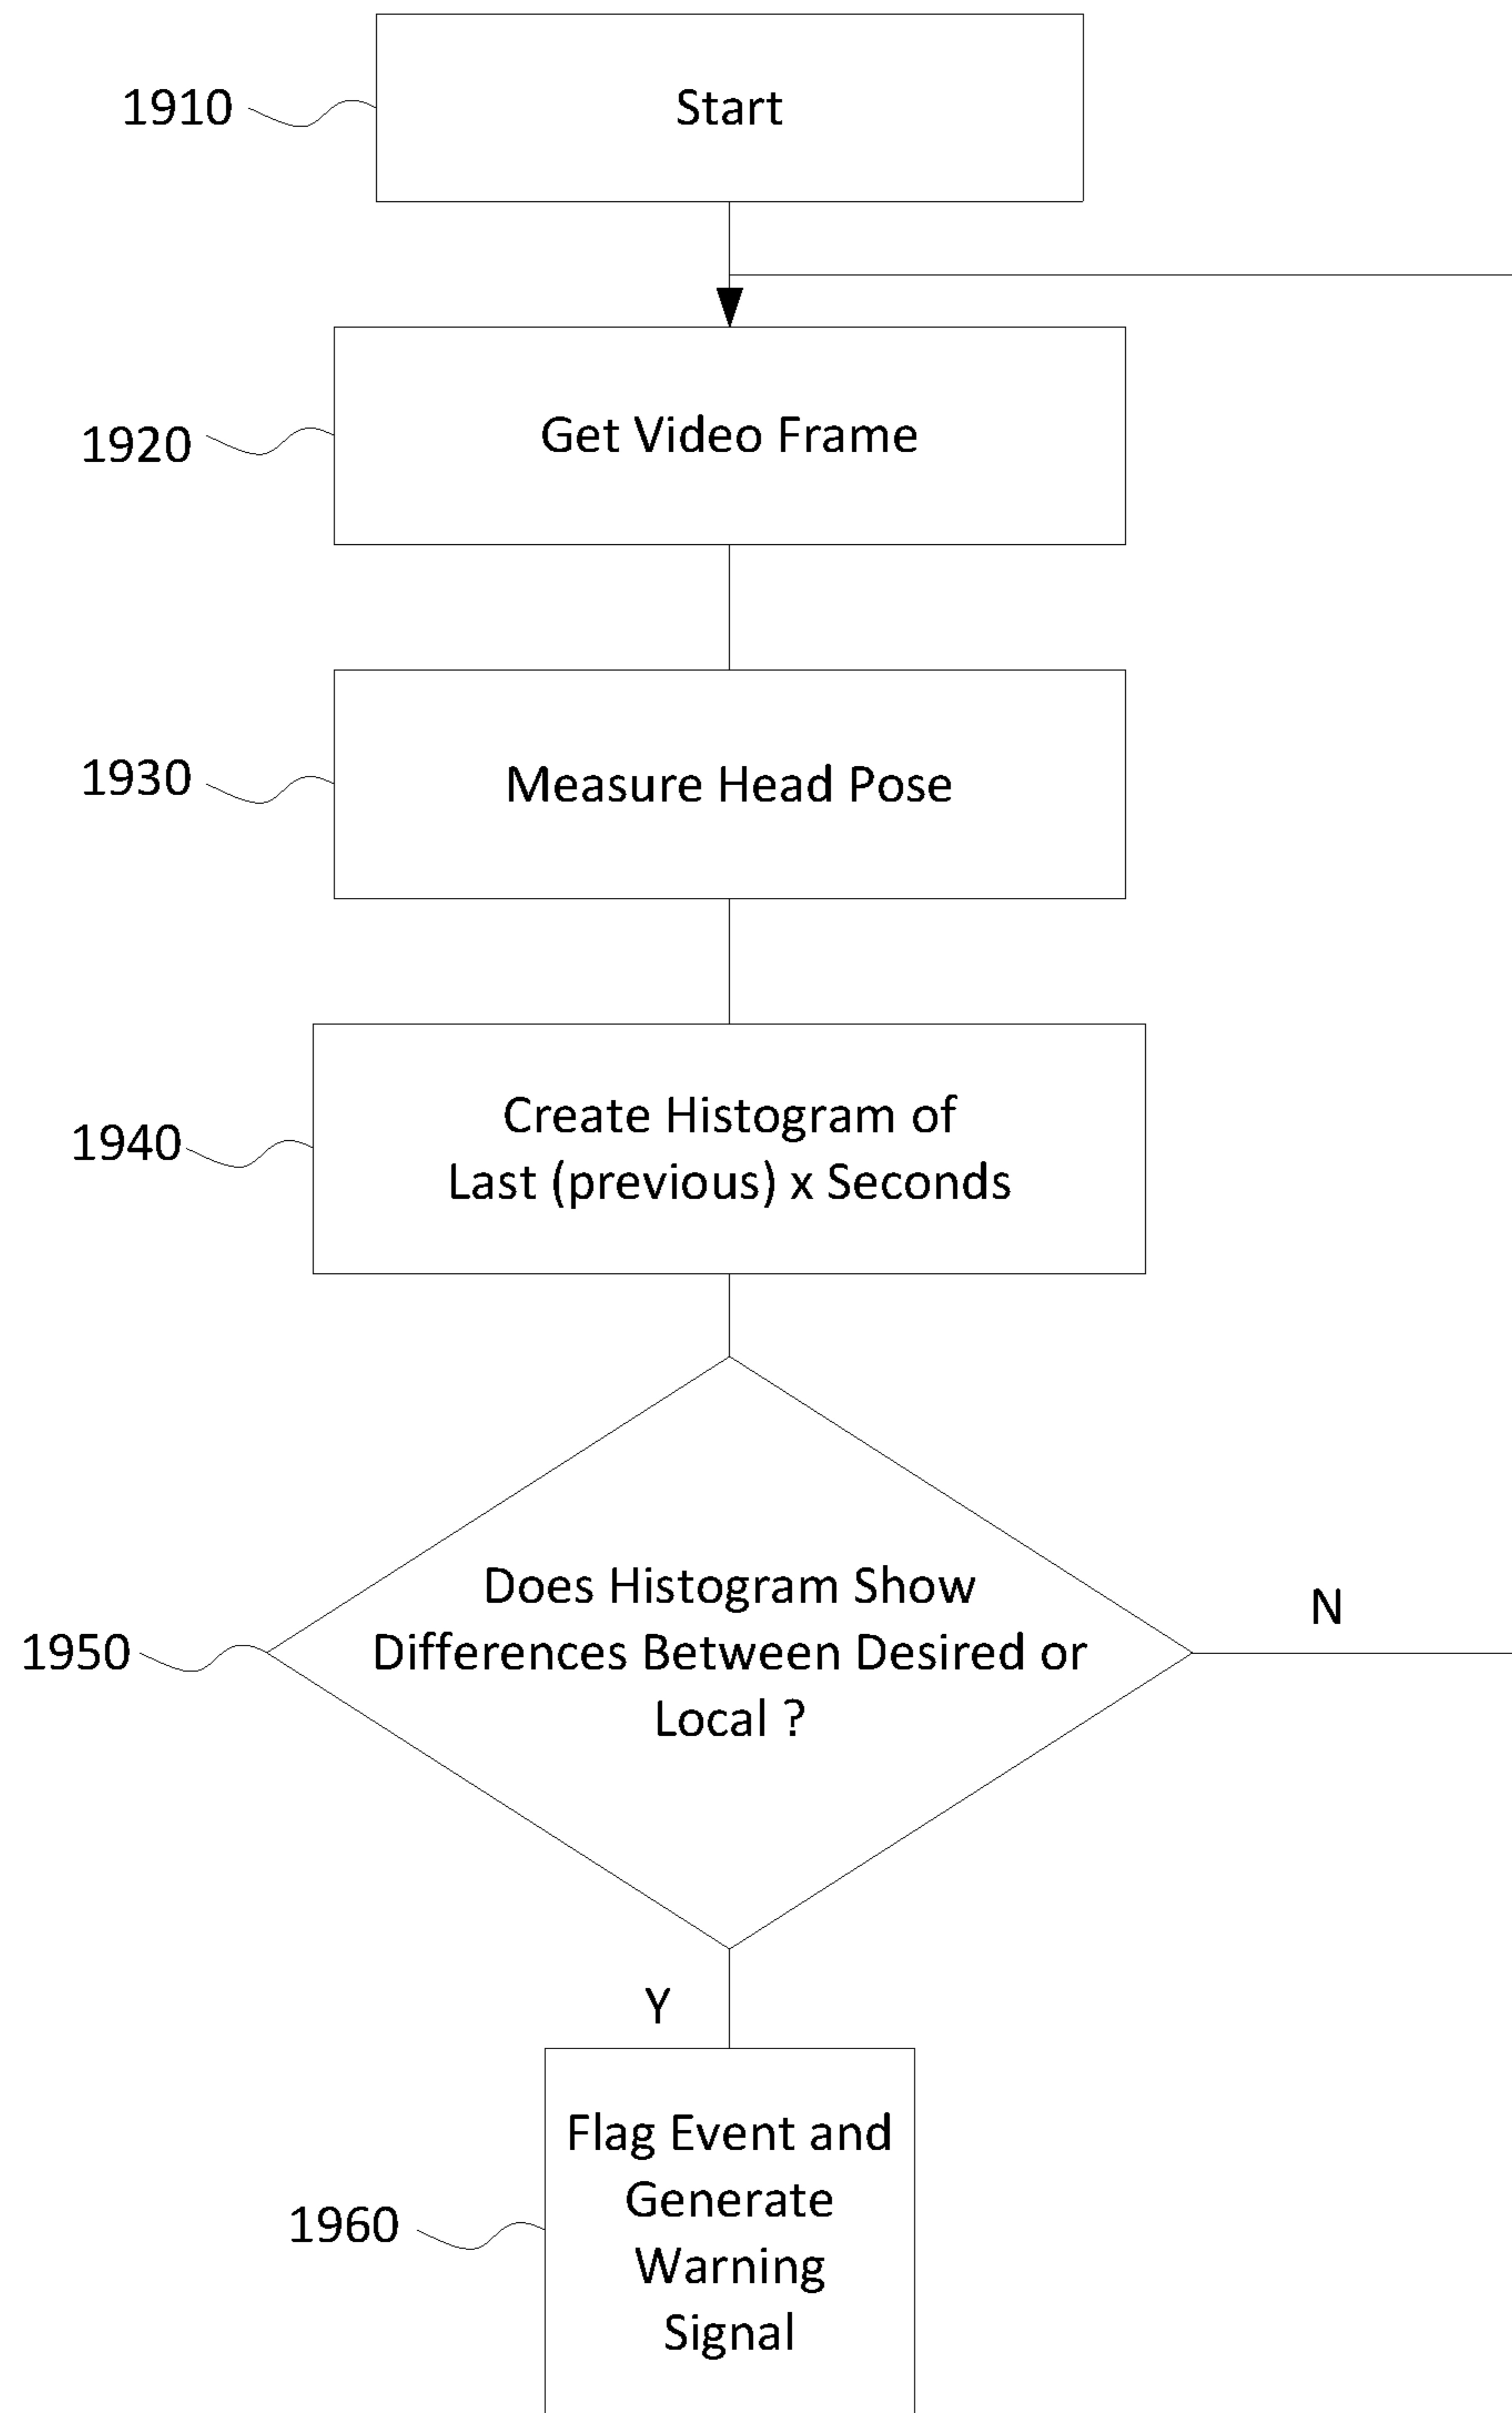 1910
Start
1920
Get Video Frame
1930
Measure Head Pose
1940
Create Histogram of
Last (previous) x Seconds
1950
Does Histogram Show
Differences Between Desired or
Local ?
N
Y
1960
Flag Event and
Generate
Warning
Signal